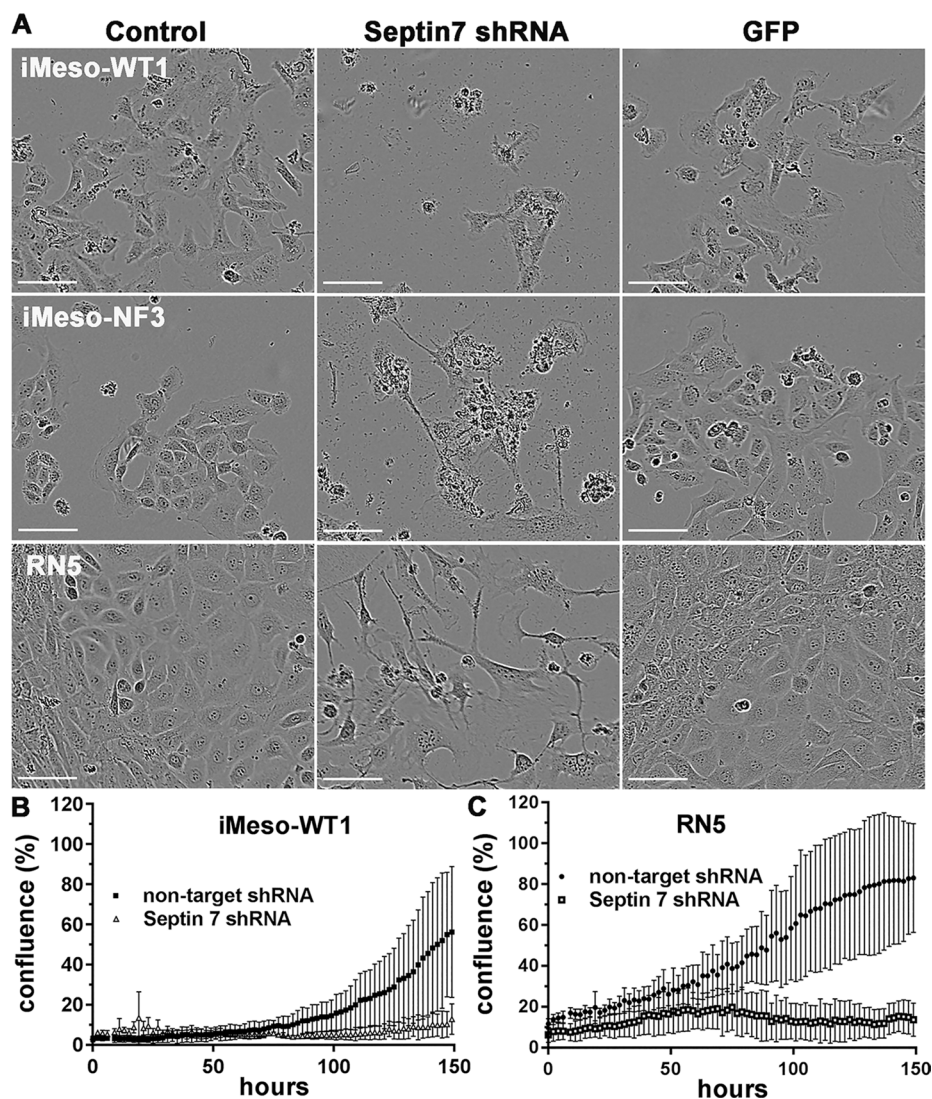 A
Control Septin7 shRNA GFP
iMeso-WT1
iMeso-NF3
RN5
B
iMeso-WT1
confluence (%)
120
100
80
60
40
20
0
non-target shRNA
Septin 7 shRNA
0 50 100 150
hours
C
RN5
confluence (%)
120
100
80
60
40
20
0
non-target shRNA
Septin 7 shRNA
0 50 100 150
hours